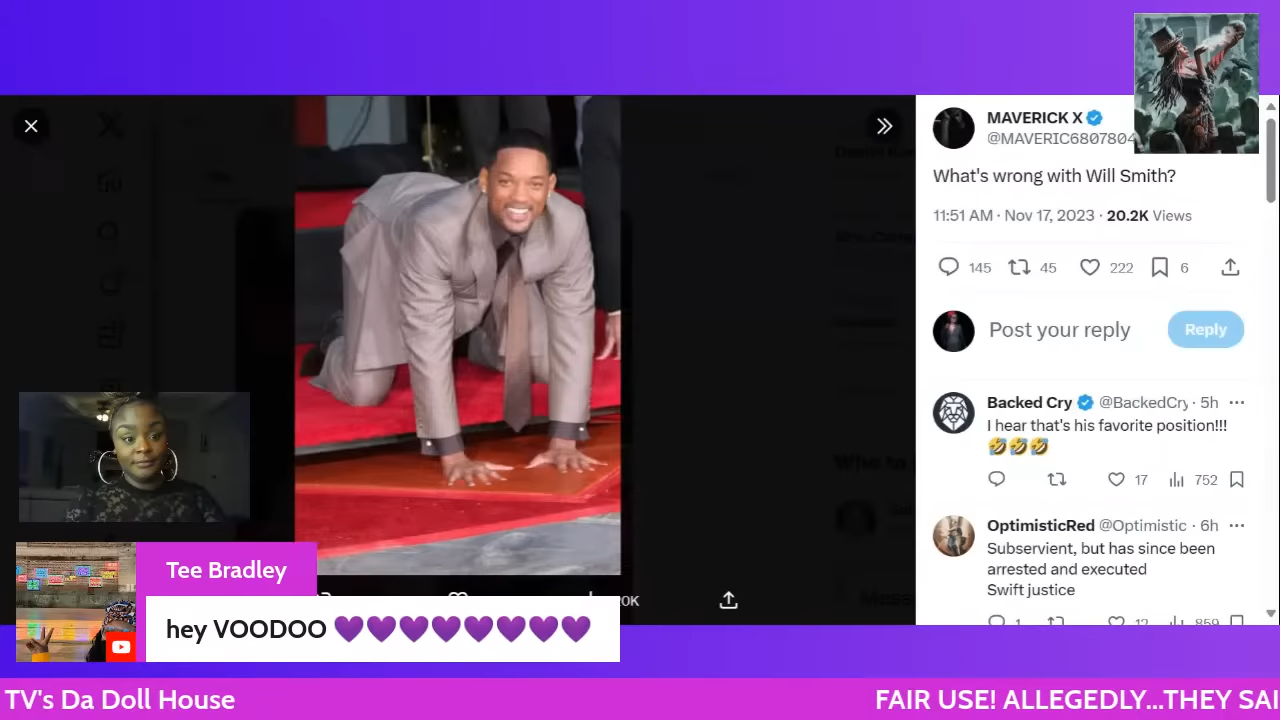 MAVERICK X
@MAVERIC6807804
What's wrong with Will Smith?
11:51 AM · Nov 17, 2023 · 20.2K Views
145 45 222 6
Post your reply
Reply
Backed Cry @BackedCry · 5h
I hear that's his favorite position!!!
🤣🤣🤣
17 752
OptimisticRed @Optimistic · 6h
Subservient, but has since been
arrested and executed
Swift justice
1 12 859
Tee Bradley
hey VOODOO 💜💜💜💜💜💜💜💜
TV's Da Doll House
FAIR USE! ALLEGEDLY...THEY SAI